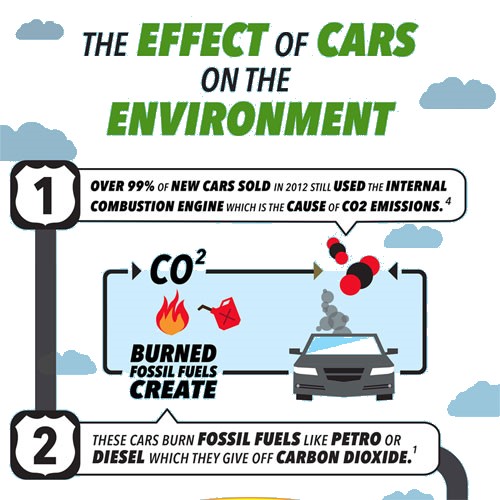 THE EFFECT OF CARS
ON THE
ENVIRONMENT
1
OVER 99% OF NEW CARS SOLD IN 2012 STILL USED THE INTERNAL
COMBUSTION ENGINE WHICH IS THE CAUSE OF CO2 EMISSIONS.⁴
CO²
BURNED
FOSSIL FUELS
CREATE
2
THESE CARS BURN FOSSIL FUELS LIKE PETRO OR
DIESEL WHICH THEY GIVE OFF CARBON DIOXIDE.¹